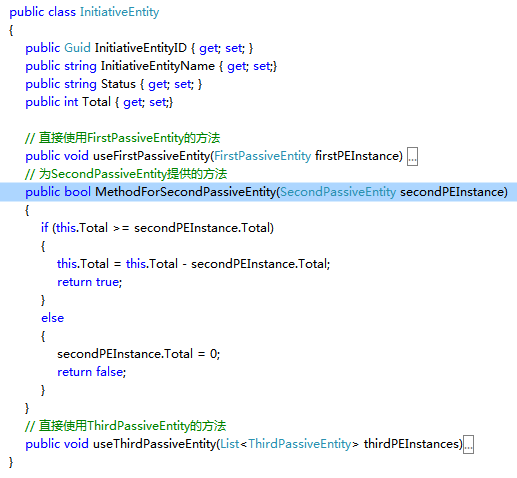 public class InitiativeEntity
{
public Guid InitiativeEntityID { get; set; }
public string InitiativeEntityName { get; set;}
public string Status { get; set; }
public int Total { get; set;}
// 直接使用FirstPassiveEntity的方法
public void useFirstPassiveEntity(FirstPassiveEntity firstPEInstance) ...
// 为SecondPassiveEntity提供的方法
public bool MethodForSecondPassiveEntity(SecondPassiveEntity secondPEInstance)
{
if (this.Total >= secondPEInstance.Total)
{
this.Total = this.Total - secondPEInstance.Total;
return true;
}
else
{
secondPEInstance.Total = 0;
return false;
}
}
// 直接使用ThirdPassiveEntity的方法
public void useThirdPassiveEntity(List<ThirdPassiveEntity> thirdPEInstances)...
}